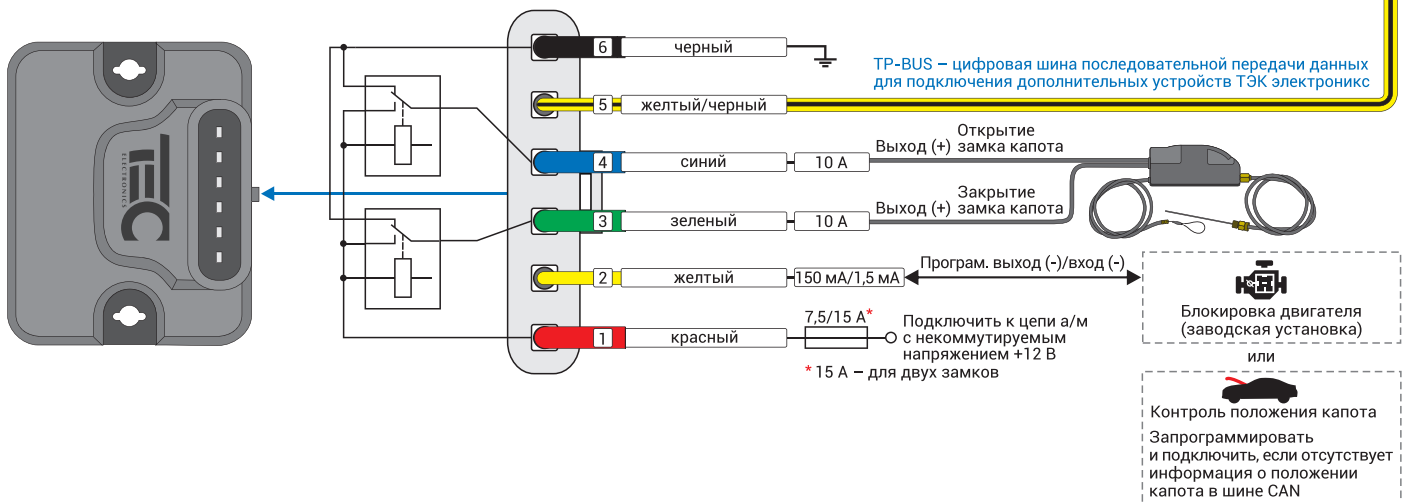 TEC
ELECTRONICS
6 черный
TP-BUS – цифровая шина последовательной передачи данных
для подключения дополнительных устройств ТЭК электроникс
5 желтый/черный
Открытие
Выход (+) замка капота
4 синий 10 А
Закрытие
Выход (+) замка капота
3 зеленый 10 А
Програм. выход (-)/вход (-)
2 желтый 150 мА/1,5 мА
Блокировка двигателя
(заводская установка)
или
7,5/15 А*
1 красный
Подключить к цепи а/м
с некоммутируемым
напряжением +12 В
* 15 А – для двух замков
Контроль положения капота
Запрограммировать
и подключить, если отсутствует
информация о положении
капота в шине CAN